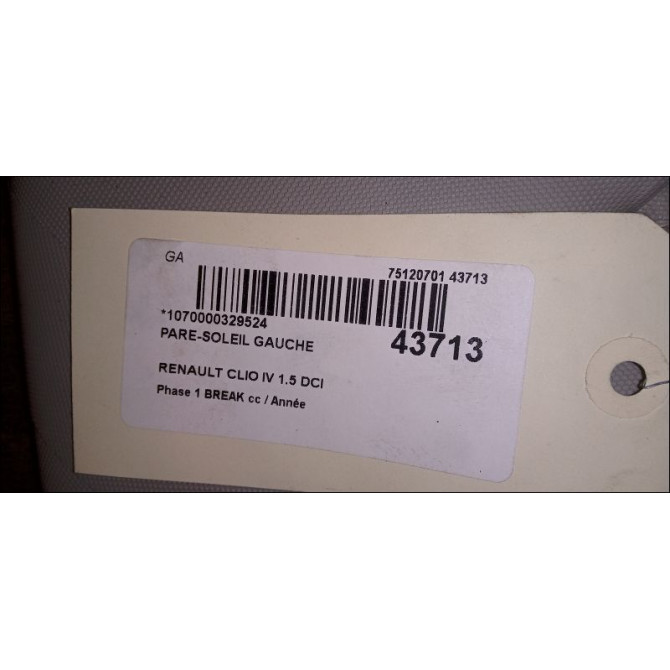 GA
75120701 43713
*1070000329524
PARE-SOLEIL GAUCHE
43713
RENAULT CLIO IV 1.5 DCI
Phase 1 BREAK cc / Année